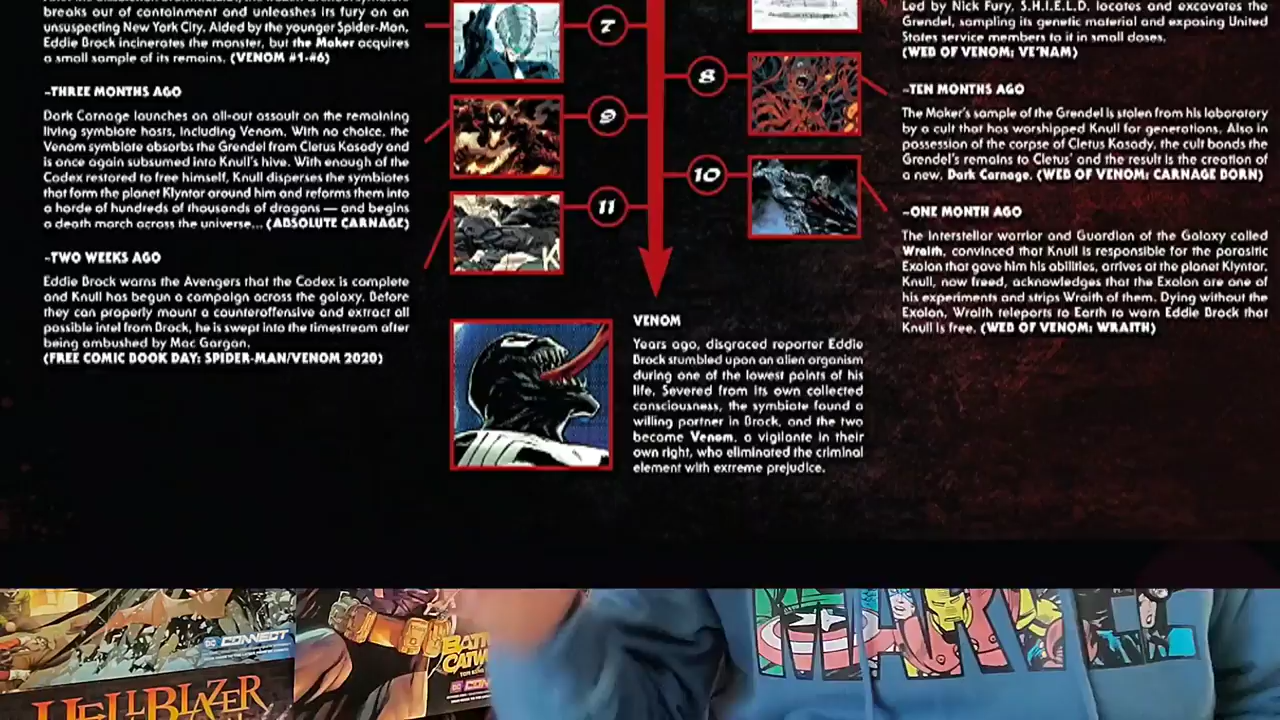 breaks out of containment and unleashes its fury on an
unsuspecting New York City. Aided by the younger Spider-Man,
Eddie Brock incinerates the monster, but the Maker acquires
a small sample of its remains. (VENOM #1-#6)
~THREE MONTHS AGO
Dark Carnage launches an all-out assault on the remaining
living symbiote hosts, including Venom. With no choice, the
Venom symbiote absorbs the Grendel from Cletus Kasady and
is once again subsumed into Knull's hive. With enough of the
Codex restored to free himself, Knull disperses the symbiotes
that form the planet Klyntar around him and reforms them into
a horde of hundreds of thousands of dragons — and begins
a death march across the universe... (ABSOLUTE CARNAGE)
~TWO WEEKS AGO
Eddie Brock warns the Avengers that the Codex is complete
and Knull has begun a campaign across the galaxy. Before
they can properly mount a counteroffensive and extract all
possible intel from Brock, he is swept into the timestream after
being ambushed by Mac Gargan.
(FREE COMIC BOOK DAY: SPIDER-MAN/VENOM 2020)
7
9
11
8
10
VENOM
Years ago, disgraced reporter Eddie
Brock stumbled upon an alien organism
during one of the lowest points of his
life. Severed from its own collected
consciousness, the symbiote found a
willing partner in Brock, and the two
became Venom, a vigilante in their
own right, who eliminated the criminal
element with extreme prejudice.
Led by Nick Fury, S.H.I.E.L.D. locates and excavates the
Grendel, sampling its genetic material and exposing United
States service members to it in small doses.
(WEB OF VENOM: VE'NAM)
~TEN MONTHS AGO
The Maker's sample of the Grendel is stolen from his laboratory
by a cult that has worshipped Knull for generations. Also in
possession of the corpse of Cletus Kasady, the cult bonds the
Grendel's remains to Cletus' and the result is the creation of
a new, Dark Carnage. (WEB OF VENOM: CARNAGE BORN)
~ONE MONTH AGO
The interstellar warrior and Guardian of the Galaxy called
Wraith, convinced that Knull is responsible for the parasitic
Exolon that gave him his abilities, arrives at the planet Klyntar.
Knull, now freed, acknowledges that the Exolon are one of
his experiments and strips Wraith of them. Dying without the
Exolon, Wraith teleports to Earth to warn Eddie Brock that
Knull is free. (WEB OF VENOM: WRAITH)
DC CONNECT
HELLBLAZER
MARVEL